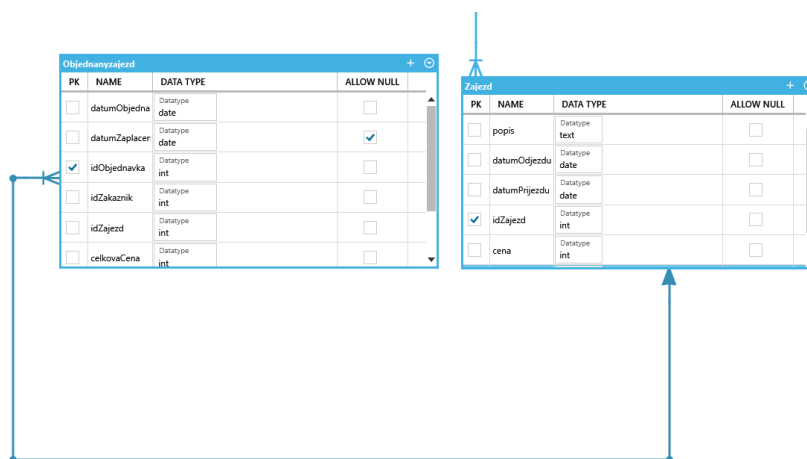 Objednanyzajezd
PK NAME DATA TYPE ALLOW NULL
Datatype
datumObjedna date
Datatype
datumZaplacen date
Datatype
idObjednavka int
Datatype
idZakaznik int
Datatype
idZajezd int
Datatype
celkovaCena int
Zajezd
PK NAME DATA TYPE ALLOW NULL
Datatype
popis text
Datatype
datumOdjezdu date
Datatype
datumPrijezdu date
Datatype
idZajezd int
Datatype
cena int